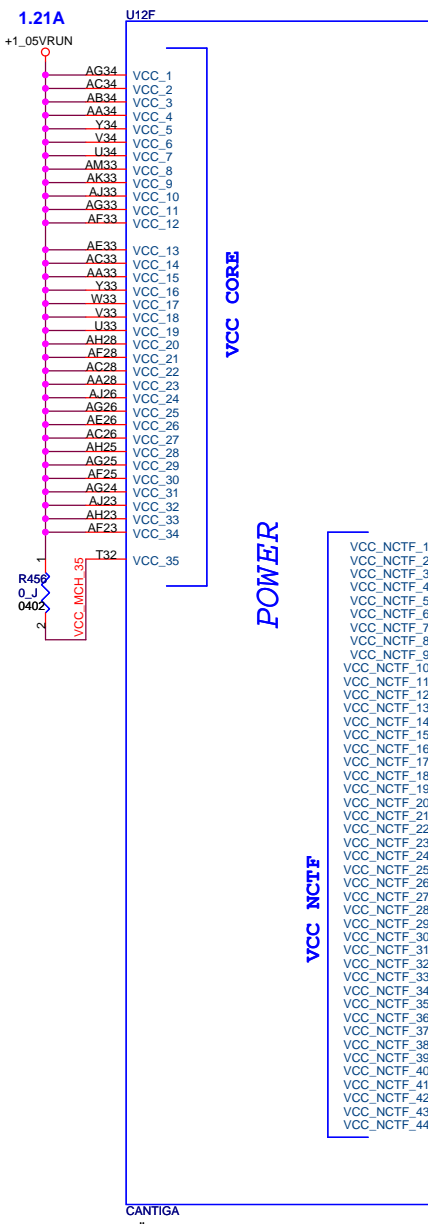 1.21A
U12F
+1_05VRUN
AG34 VCC_1
AC34 VCC_2
AB34 VCC_3
AA34 VCC_4
Y34 VCC_5
V34 VCC_6
U34 VCC_7
AM33 VCC_8
AK33 VCC_9
AJ33 VCC_10
AG33 VCC_11
AF33 VCC_12
AE33 VCC_13
AC33 VCC_14
AA33 VCC_15
Y33 VCC_16
W33 VCC_17
V33 VCC_18
U33 VCC_19
AH28 VCC_20
AF28 VCC_21
AC28 VCC_22
AA28 VCC_23
AJ26 VCC_24
AG26 VCC_25
AE26 VCC_26
AC26 VCC_27
AH25 VCC_28
AG25 VCC_29
AF25 VCC_30
AG24 VCC_31
AJ23 VCC_32
AH23 VCC_33
AF23 VCC_34
T32 VCC_35
VCC CORE
POWER
1
R456
0_J
0402
2
VCC_MCH_35
VCC NCTF
VCC_NCTF_1
VCC_NCTF_2
VCC_NCTF_3
VCC_NCTF_4
VCC_NCTF_5
VCC_NCTF_6
VCC_NCTF_7
VCC_NCTF_8
VCC_NCTF_9
VCC_NCTF_10
VCC_NCTF_11
VCC_NCTF_12
VCC_NCTF_13
VCC_NCTF_14
VCC_NCTF_15
VCC_NCTF_16
VCC_NCTF_17
VCC_NCTF_18
VCC_NCTF_19
VCC_NCTF_20
VCC_NCTF_21
VCC_NCTF_22
VCC_NCTF_23
VCC_NCTF_24
VCC_NCTF_25
VCC_NCTF_26
VCC_NCTF_27
VCC_NCTF_28
VCC_NCTF_29
VCC_NCTF_30
VCC_NCTF_31
VCC_NCTF_32
VCC_NCTF_33
VCC_NCTF_34
VCC_NCTF_35
VCC_NCTF_36
VCC_NCTF_37
VCC_NCTF_38
VCC_NCTF_39
VCC_NCTF_40
VCC_NCTF_41
VCC_NCTF_42
VCC_NCTF_43
VCC_NCTF_44
CANTIGA